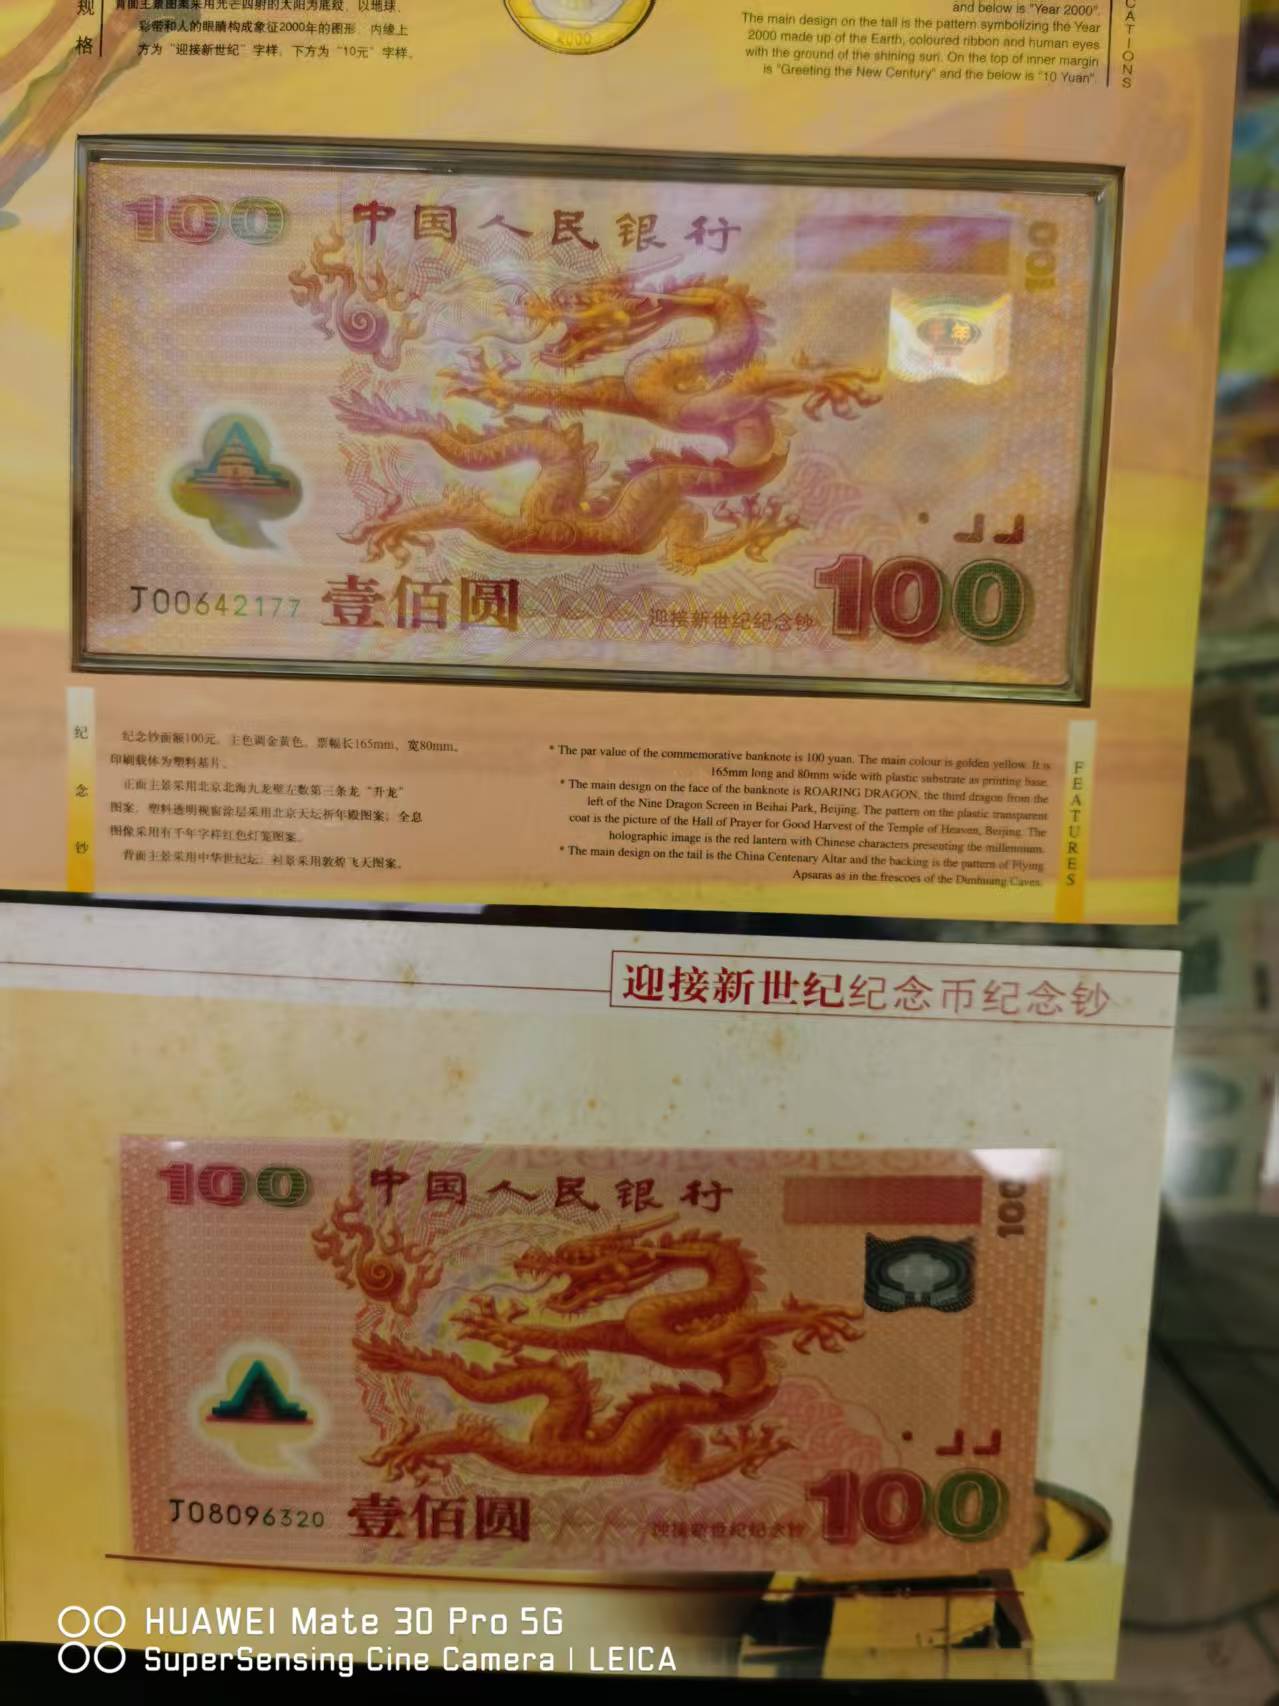 规
格
背面主景图案采用光芒四射的太阳为底纹，以地球、
彩带和人的眼睛构成象征2000年的图形，内缘上
方为“迎接新世纪”字样，下方为“10元”字样。
2000
and below is "Year 2000".
The main design on the tail is the pattern symbolizing the Year
2000 made up of the Earth, coloured ribbon and human eyes
with the ground of the shining sun. On the top of inner margin
is "Greeting the New Century" and the below is "10 Yuan".
CATIONS
100 中国人民银行 100
千年
J00642177 壹佰圆 迎接新世纪纪念钞 100
纪念钞
纪念钞面额100元，主色调金黄色，票幅长165mm、宽80mm。
印刷载体为塑料基片。
正面主景采用北京北海九龙壁左数第三条龙“升龙”
图案，塑料透明视窗涂层采用北京天坛祈年殿图案；全息
图像采用有千年字样红色灯笼图案。
背面主景采用中华世纪坛；衬景采用敦煌飞天图案。
* The par value of the commemorative banknote is 100 yuan. The main colour is golden yellow. It is
165mm long and 80mm wide with plastic substrate as printing base.
* The main design on the face of the banknote is ROARING DRAGON, the third dragon from the
left of the Nine Dragon Screen in Beihai Park, Beijing. The pattern on the plastic transparent
coat is the picture of the Hall of Prayer for Good Harvest of the Temple of Heaven, Beijing. The
holographic image is the red lantern with Chinese characters presenting the millennium.
* The main design on the tail is the China Centenary Altar and the backing is the pattern of Flying
Apsaras as in the frescoes of the Dunhuang Caves.
FEATURES
迎接新世纪纪念币纪念钞
100 中国人民银行 100
J08096320 壹佰圆 迎接新世纪纪念钞 100
HUAWEI Mate 30 Pro 5G
SuperSensing Cine Camera | LEICA